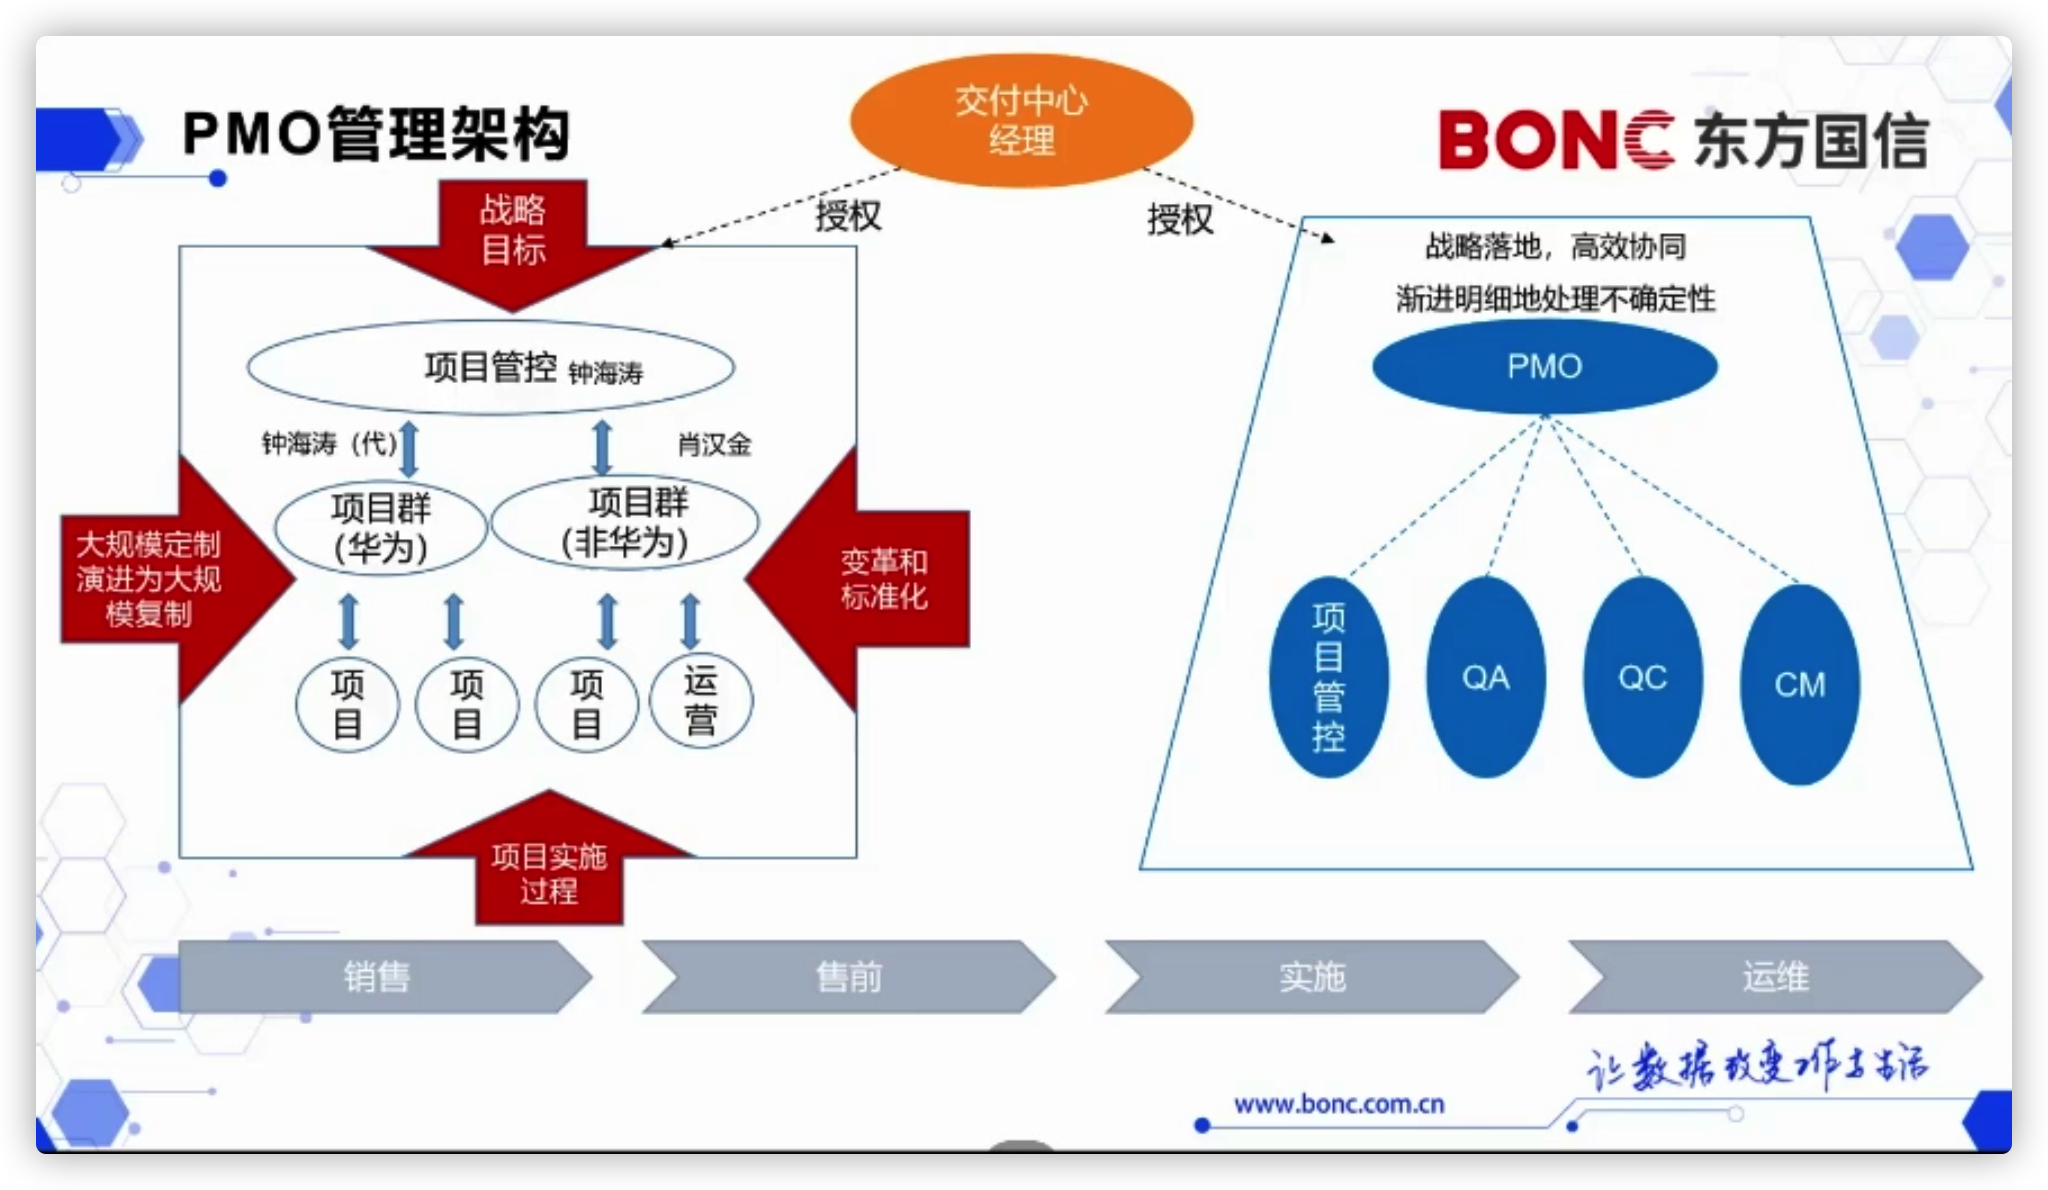 PMO管理架构
交付中心
经理
BONC 东方国信
授权
授权
战略
目标
项目管控 钟海涛
钟海涛（代）
肖汉金
项目群
（华为）
项目群
（非华为）
大规模定制
演进为大规
模复制
变革和
标准化
项
目
项
目
项
目
运
营
项目实施
过程
战略落地，高效协同
渐进明细地处理不确定性
PMO
项
目
管
控
QA
QC
CM
销售
售前
实施
运维
让数据改变工作与生活
www.bonc.com.cn